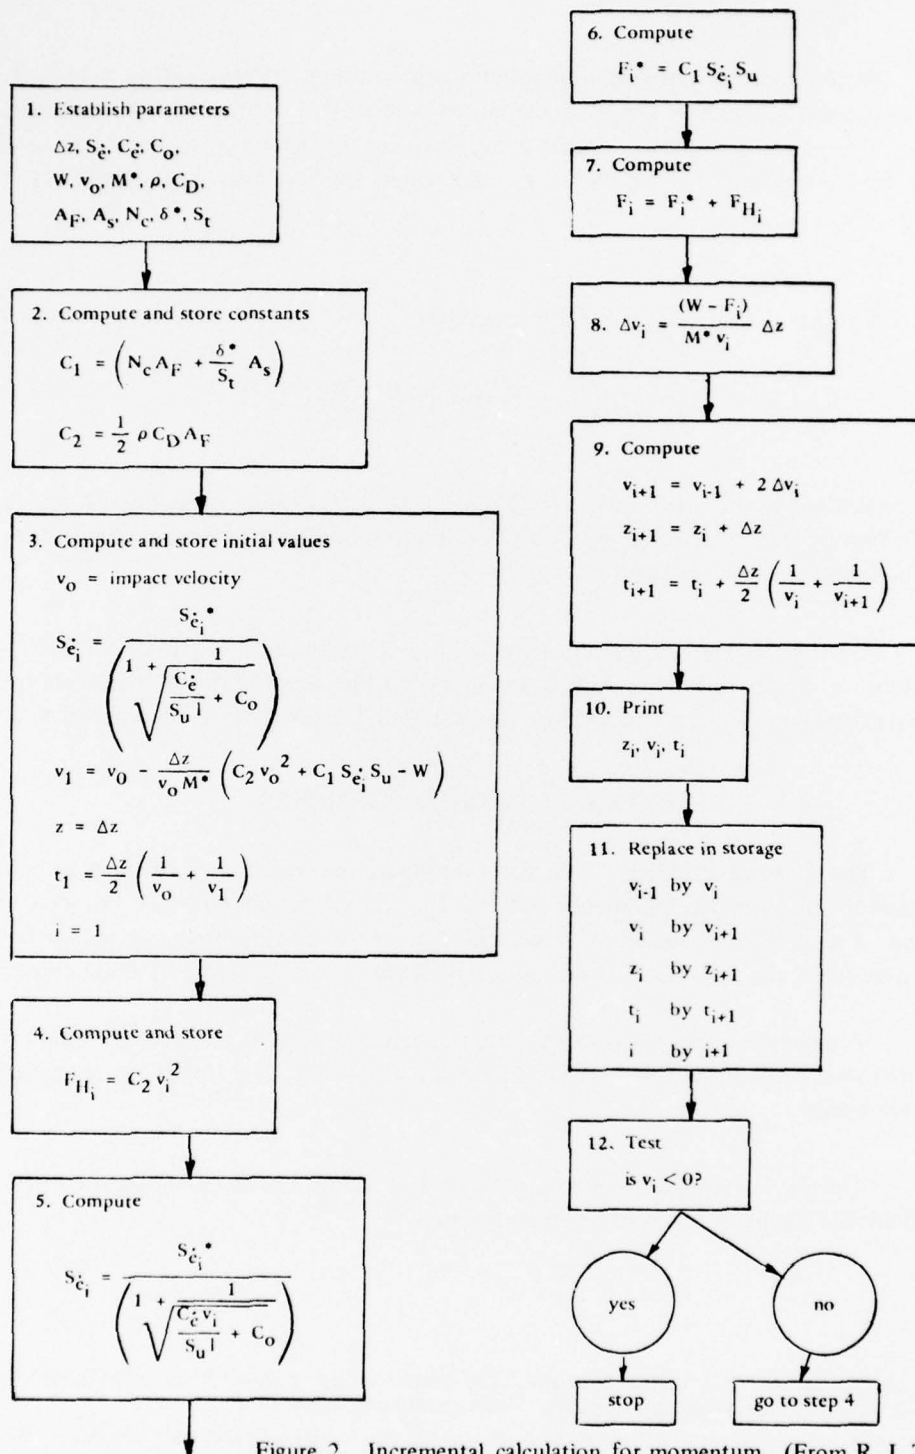 1. Establish parameters
Δz, Sė, Cė, Co,
W, vo, M*, ρ, CD,
AF, As, Nc, δ*, St
2. Compute and store constants
C1 = (Nc AF + δ*/St As)
C2 = 1/2 ρ CD AF
3. Compute and store initial values
vo = impact velocity
Sėi = Sėi* / (1 + 1/√(Cė/(Su l) + Co))
v1 = vo - Δz/(vo M*) (C2 vo² + C1 Sėi Su - W)
z = Δz
t1 = Δz/2 (1/vo + 1/v1)
i = 1
4. Compute and store
FHi = C2 vi²
5. Compute
Sėi = Sėi* / (1 + 1/√(Cė vi/(Su l) + Co))
6. Compute
Fi* = C1 Sėi Su
7. Compute
Fi = Fi* + FHi
8. Δvi = (W - Fi)/(M* vi) Δz
9. Compute
vi+1 = vi-1 + 2 Δvi
zi+1 = zi + Δz
ti+1 = ti + Δz/2 (1/vi + 1/vi+1)
10. Print
zi, vi, ti
11. Replace in storage
vi-1 by vi
vi by vi+1
zi by zi+1
ti by ti+1
i by i+1
12. Test
is vi < 0?
yes
no
stop
go to step 4
Figure 2. Incremental calculation for momentum. (From R. J.